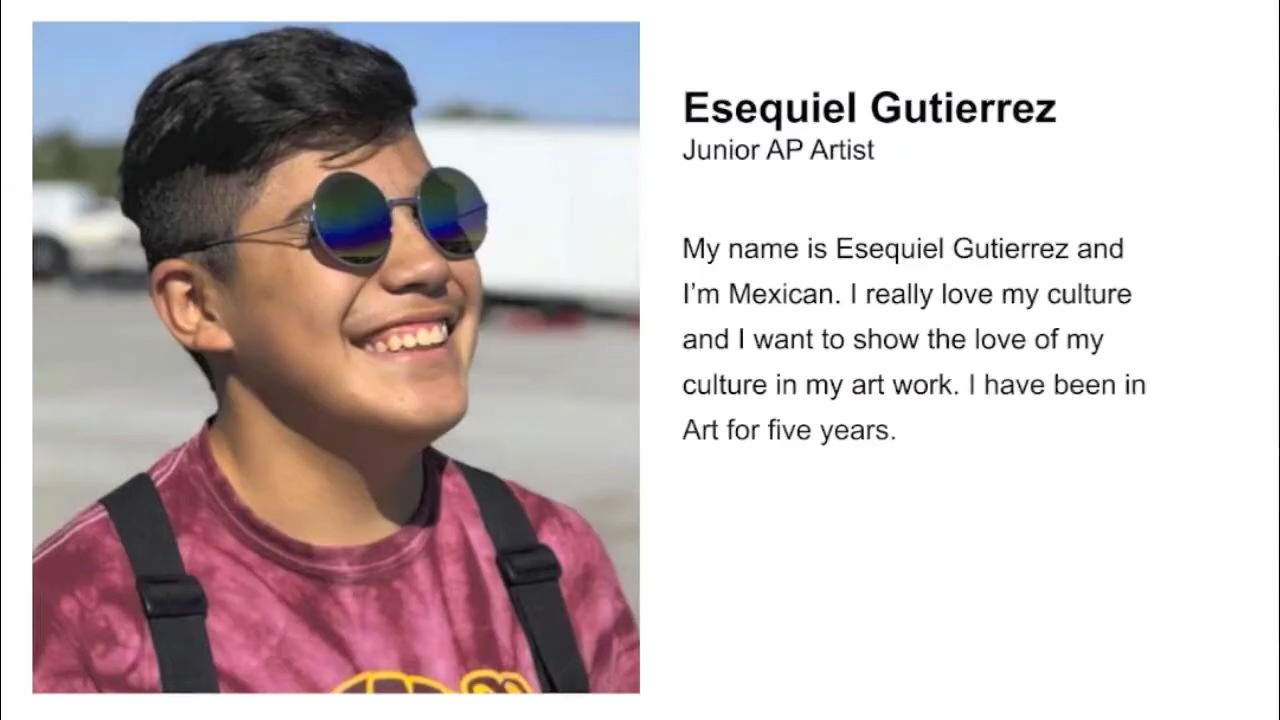 Esequiel Gutierrez
Junior AP Artist
My name is Esequiel Gutierrez and
I’m Mexican. I really love my culture
and I want to show the love of my
culture in my art work. I have been in
Art for five years.